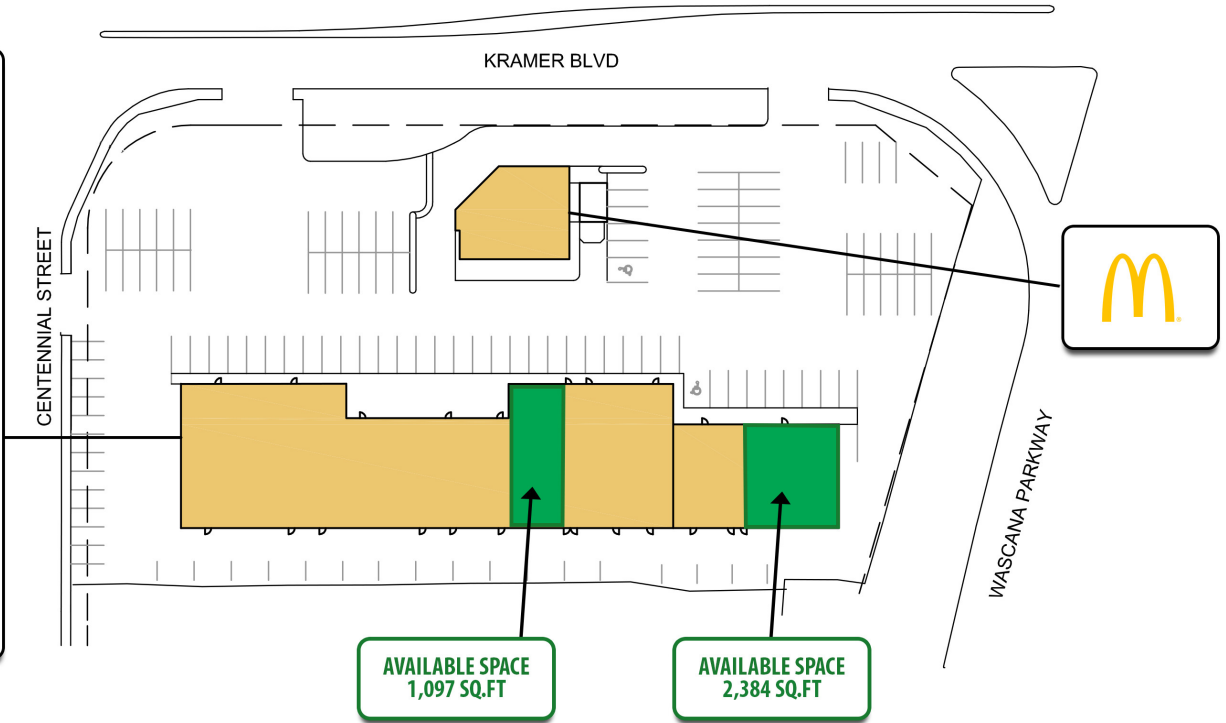 KRAMER BLVD
CENTENNIAL STREET
WASCANA PARKWAY
AVAILABLE SPACE
1,097 SQ.FT
AVAILABLE SPACE
2,384 SQ.FT